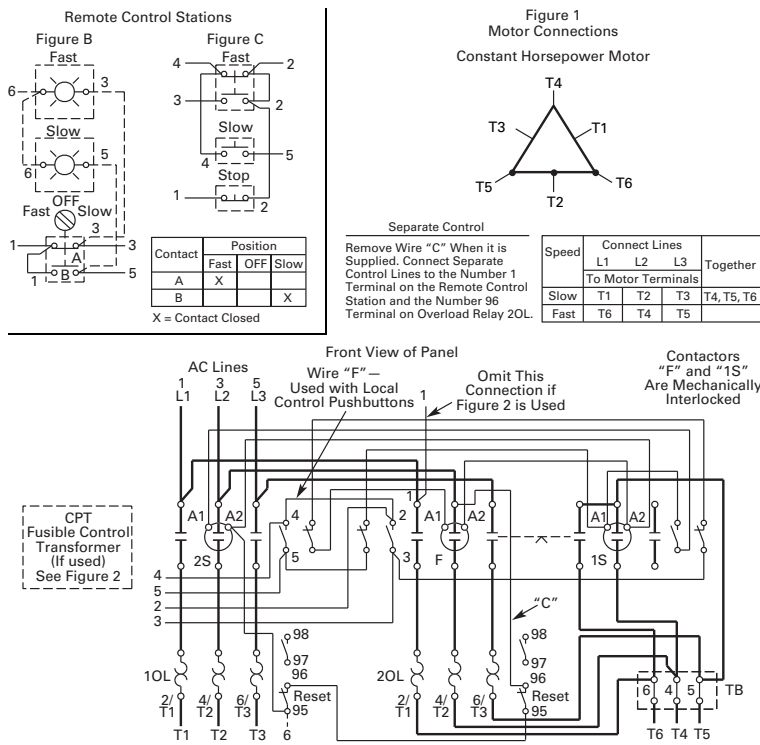 Remote Control Stations
Figure B
Fast
6
3
Slow
6
5
OFF
Fast
Slow
3
1
3
A
1
B
5
Figure C
Fast
4
2
3
2
Slow
4
5
Stop
1
2
Contact
Position
Fast OFF Slow
A X
B X
X = Contact Closed
Figure 1
Motor Connections
Constant Horsepower Motor
T4
T3
T1
T5
T6
T2
Separate Control
Remove Wire “C” When it is
Supplied. Connect Separate
Control Lines to the Number 1
Terminal on the Remote Control
Station and the Number 96
Terminal on Overload Relay 2OL.
Speed
Connect Lines
Together
L1 L2 L3
To Motor Terminals
Slow T1 T2 T3 T4, T5, T6
Fast T6 T4 T5
Front View of Panel
AC Lines
1 3 5
L1 L2 L3
Wire “F”—
Used with Local
Control Pushbuttons
1
Omit This
Connection if
Figure 2 is Used
Contactors
“F” and “1S”
Are Mechanically
Interlocked
CPT
Fusible Control
Transformer
(If used)
See Figure 2
A1 A2
4
2
1
A1 A2
A1 A2
2S
5
3
F
1S
4
5
2
3
“C”
98
97
96
98
97
96
1OL
2OL
Reset
95
Reset
95
2/
T1
4/
T2
6/
T3
6
2/
T1
4/
T2
6/
T3
6 4 5 TB
T1 T2 T3
T1 T2 T3
T6 T4 T5